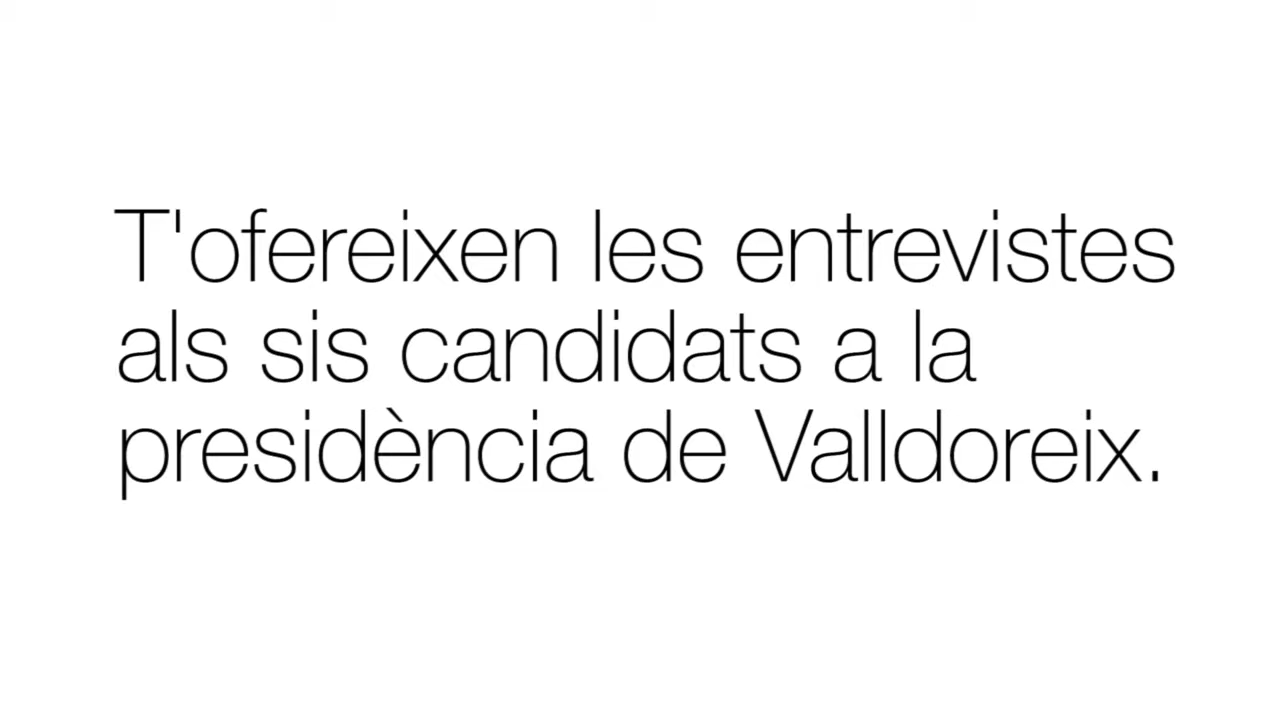 T'ofereixen les entrevistes
als sis candidats a la
presidència de Valldoreix.